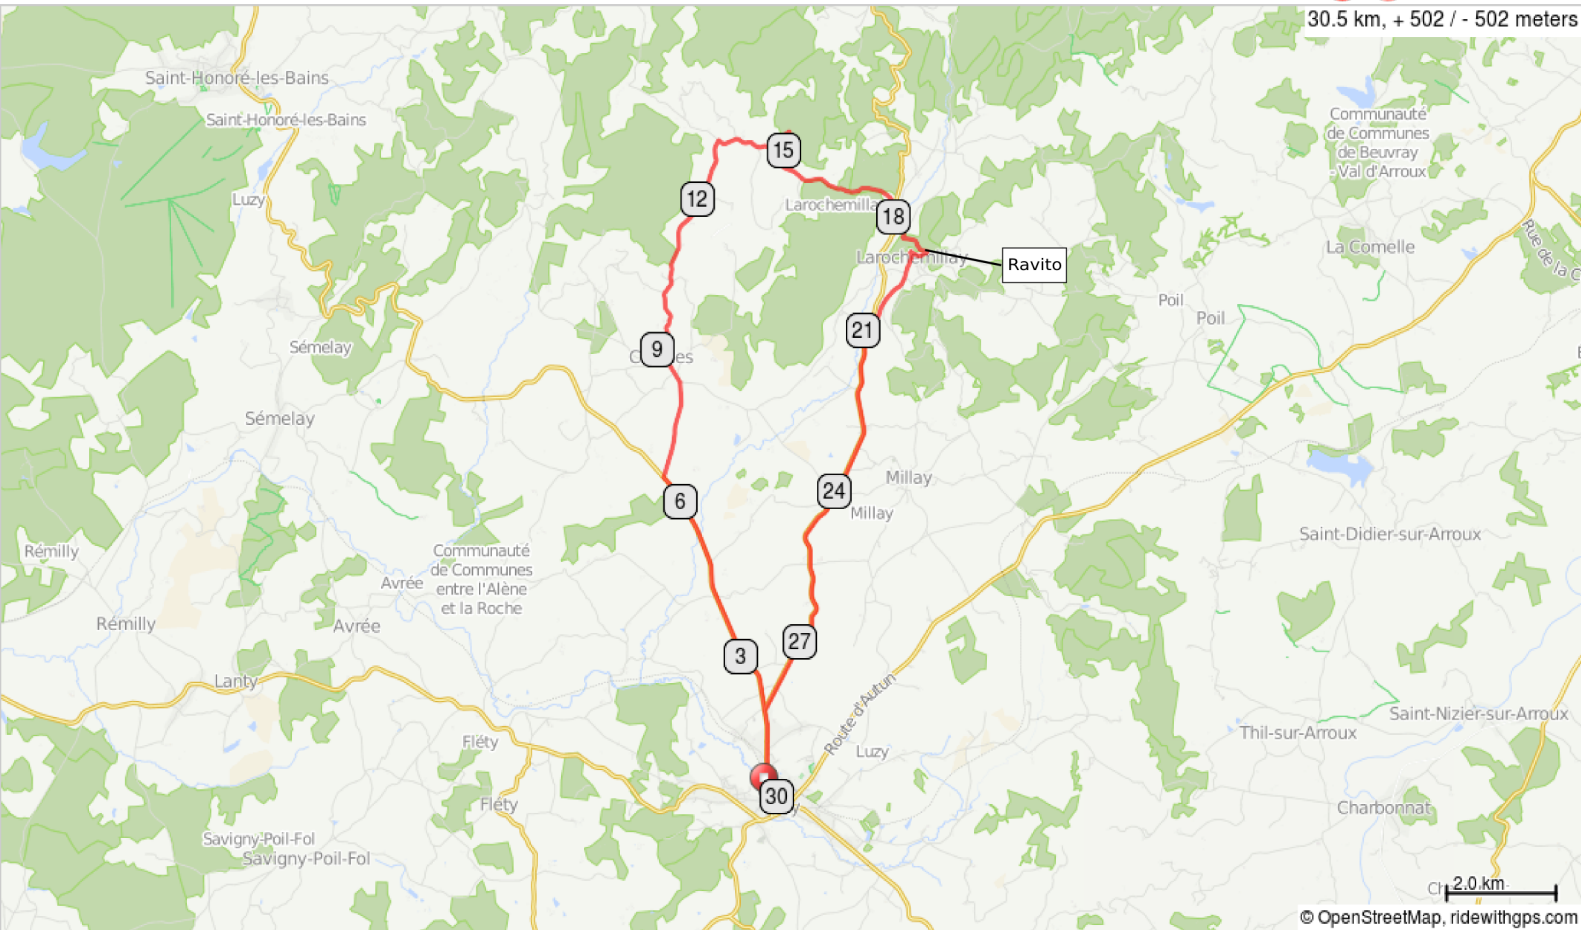 30.5 km, + 502 / - 502 meters
Saint-Honoré-les-Bains
Saint-Honoré-les-Bains
Communauté
de Communes
de Beuvray
- Val d'Arroux
15
12
Luzy
Larochemilla
18
Rue de la C
La Comelle
Larochemillay
Ravito
Poil
Poil
21
Sémelay
9
Sémelay
Millay
24
6
Millay
Saint-Didier-sur-Arroux
Rémilly
Communauté
de Communes
entre l'Alène
et la Roche
Avrée
Rémilly
Avrée
27
3
Lanty
Route d'Autun
Saint-Nizier-sur-Arroux
Thil-sur-Arroux
Fléty
Luzy
30
Fléty
Charbonnat
Savigny-Poil-Fol
Savigny-Poil-Fol
2.0 km
© OpenStreetMap, ridewithgps.com